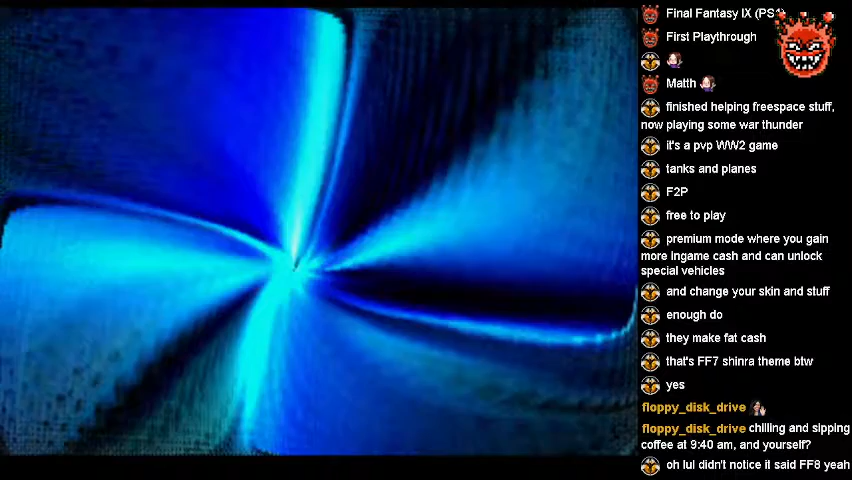 Final Fantasy IX (PS1)
First Playthrough
Matth
finished helping freespace stuff,
now playing some war thunder
it's a pvp WW2 game
tanks and planes
F2P
free to play
premium mode where you gain
more ingame cash and can unlock
special vehicles
and change your skin and stuff
enough do
they make fat cash
that's FF7 shinra theme btw
yes
floppy_disk_drive
floppy_disk_drive chilling and sipping
coffee at 9:40 am, and yourself?
oh lul didn't notice it said FF8 yeah